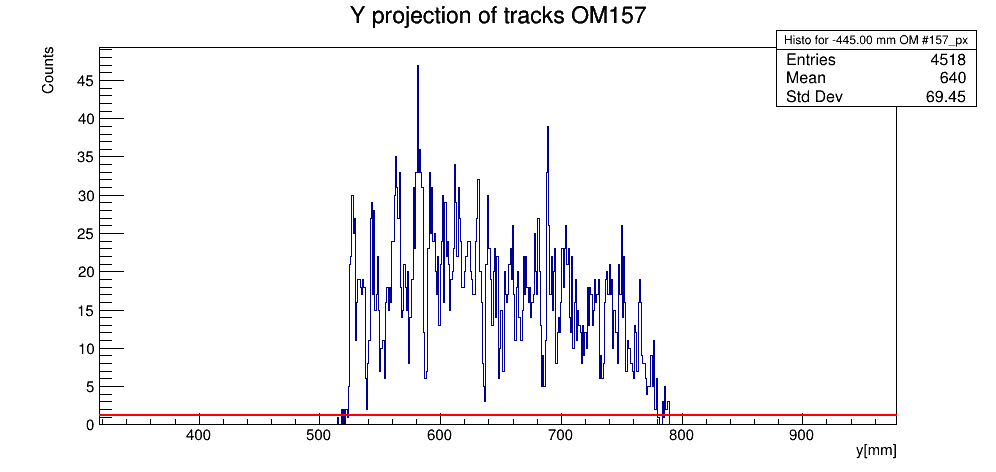 Y projection of tracks OM157
Histo for -445.00 mm OM #157_px
Entries 4518
Mean 640
Std Dev 69.45
Counts
45
40
35
30
25
20
15
10
5
0
400 500 600 700 800 900
y[mm]